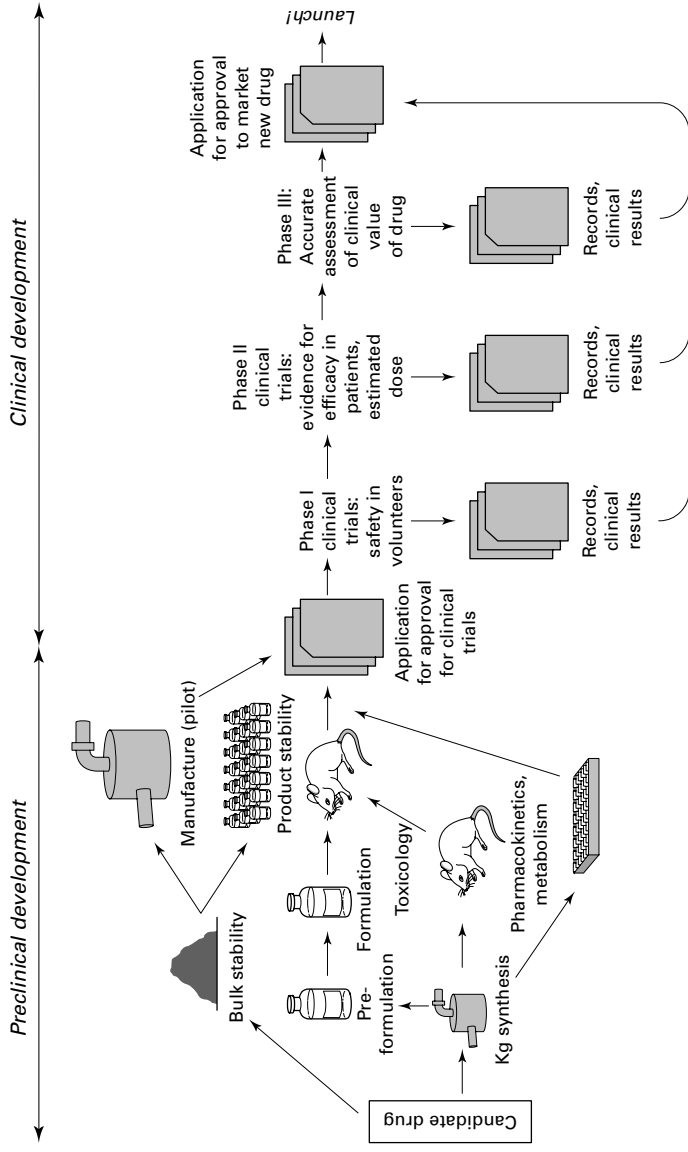 Preclinical development
Clinical development
Candidate drug
Bulk stability
Manufacture (pilot)
Product stability
Pre-
formulation
Formulation
Kg synthesis
Toxicology
Pharmacokinetics,
metabolism
Application
for approval
for clinical
trials
Phase I
clinical
trials:
safety in
volunteers
Records,
clinical
results
Phase II
clinical
trials:
evidence for
efficacy in
patients,
estimated
dose
Records,
clinical
results
Phase III:
Accurate
assessment
of clinical
value
of drug
Records,
clinical
results
Application
for approval
to market
new drug
Launch!